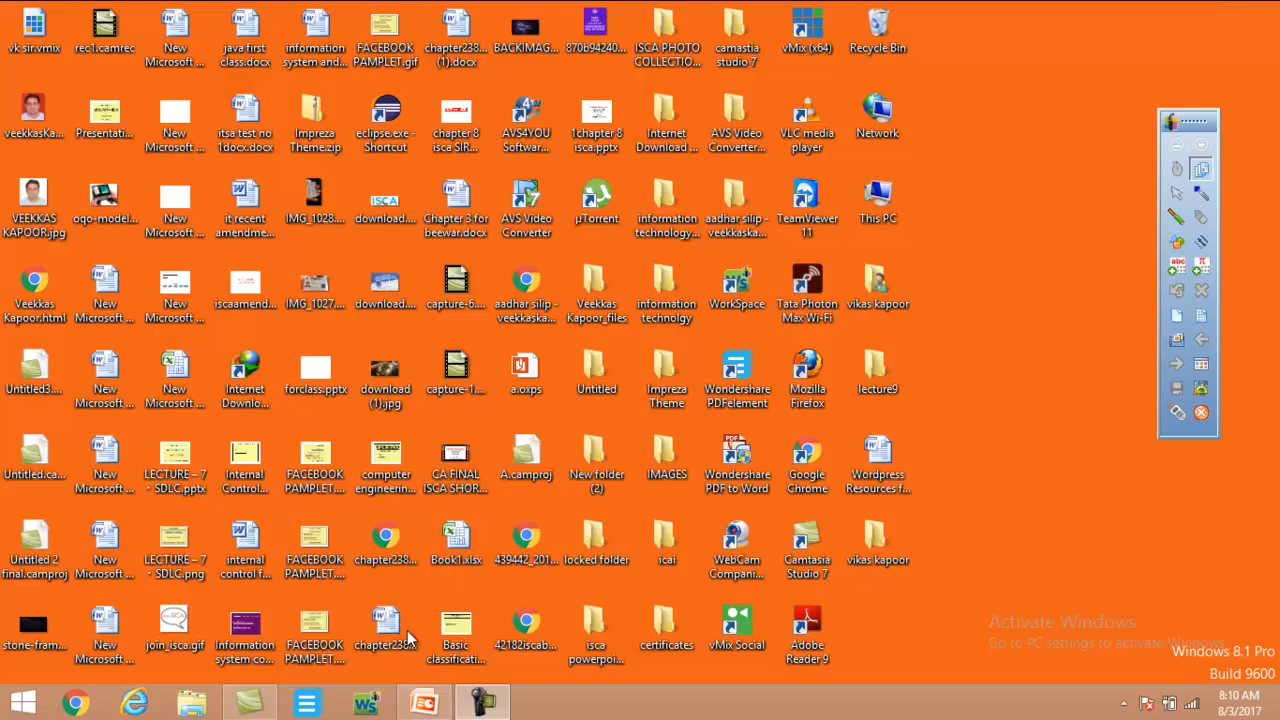 vk sir.vmix
rec1.camrec
New
Microsoft ...
java first
class.docx
information
system and...
FACEBOOK
PAMPLET.gif
chapter238...
(1).docx
BACKIMAG...
870b94240...
ISCA PHOTO
COLLECTIO...
camastia
studio 7
vMix (x64)
Recycle Bin
veekkasKa...
Presentati...
New
Microsoft ...
itsa test no
1docx.docx
Impreza
Theme.zip
eclipse.exe -
Shortcut
chapter 8
isca SIR...
AVS4YOU
Softwar...
1chapter 8
isca.pptx
Internet
Download ...
AVS Video
Converter...
VLC media
player
Network
VEEKKAS
KAPOOR.jpg
oqo-model...
New
Microsoft ...
it recent
amendme...
IMG_1028....
ISCA
download....
Chapter 3 for
beewar.docx
AVS Video
Converter
µTorrent
information
technology...
aadhar silip -
veekkaska...
TeamViewer
11
This PC
Veekkas
Kapoor.html
New
Microsoft ...
New
Microsoft ...
iscaamend...
IMG_1027....
download....
capture-6....
aadhar silip -
veekkaska...
Veekkas
Kapoor_files
information
technolgy
WorkSpace
Tata Photon
Max Wi-Fi
vikas kapoor
Untitled3....
New
Microsoft ...
New
Microsoft ...
Internet
Downlo...
forclass.pptx
download
(1).jpg
capture-1....
a.oxps
Untitled
Impreza
Theme
Wondershare
PDFelement
Mozilla
Firefox
lecture9
Untitled.ca...
New
Microsoft ...
LECTURE – 7
- SDLC.pptx
Internal
Control...
FACEBOOK
PAMPLET....
computer
engineerin...
CA FINAL
ISCA SHOR...
A.camproj
New folder
(2)
IMAGES
Wondershare
PDF to Word
Google
Chrome
Wordpress
Resources f...
Untitled 2
final.camproj
New
Microsoft ...
LECTURE – 7
- SDLC.png
internal
control f...
FACEBOOK
PAMPLET....
chapter238...
Book1.xlsx
439442_201...
locked folder
icai
WebCam
Compani...
Camtasia
Studio 7
vikas kapoor
stone-fram...
New
Microsoft ...
join_isca.gif
Information
system co...
FACEBOOK
PAMPLET....
Basic
classificati...
42182iscab...
isca
powerpoi...
certificates
vMix Social
Adobe
Reader 9
Activate Windows
Go to PC settings to activate Windows.
Windows 8.1 Pro
Build 9600
8:10 AM
8/3/2017